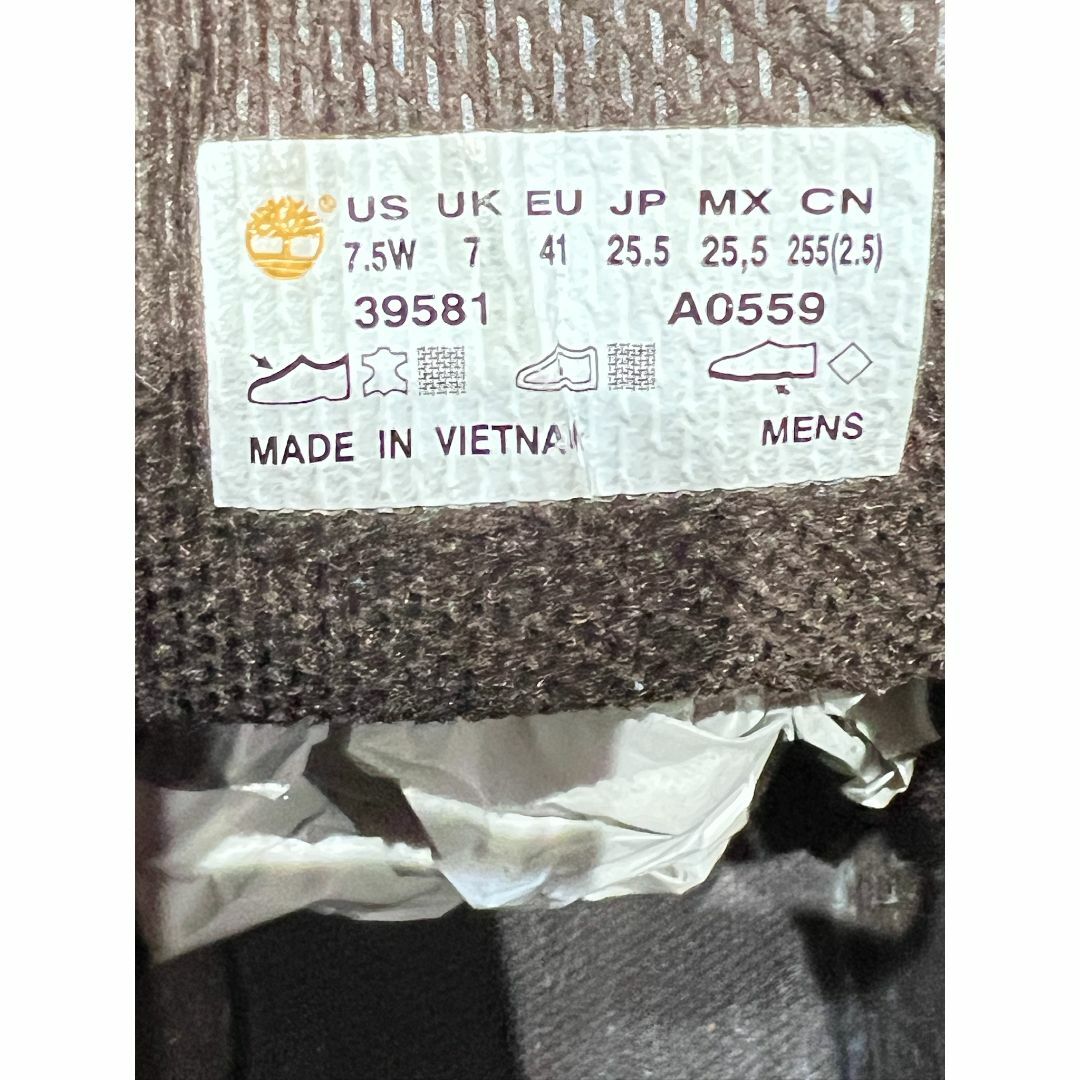 ® US UK EU JP MX CN
7.5W 7 41 25.5 25,5 255(2.5)
39581 A0559
MADE IN VIETNAM MENS